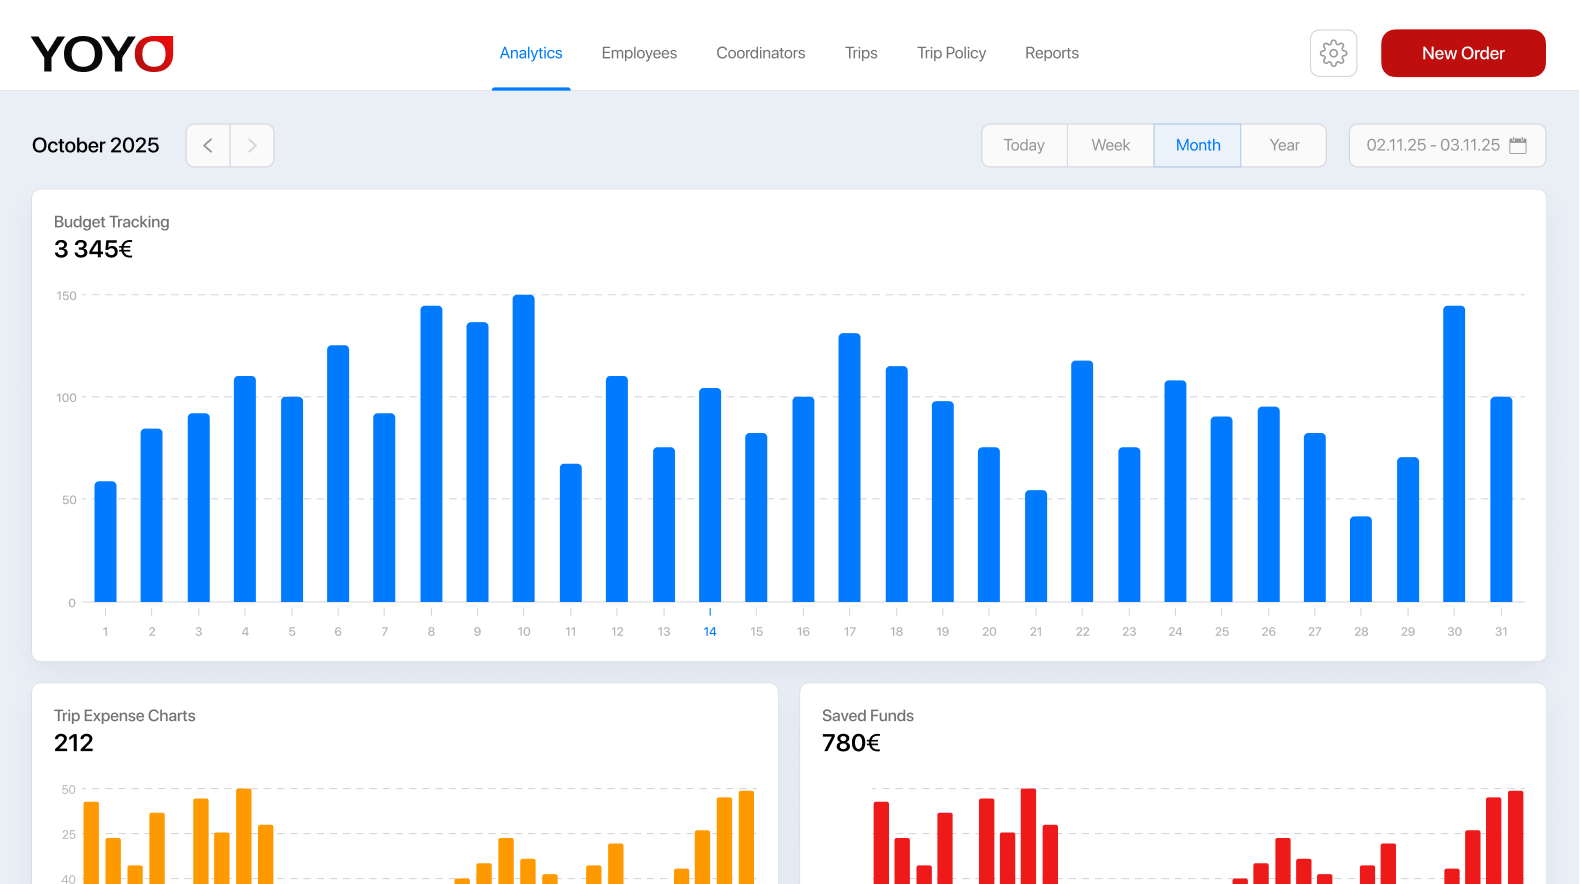 YOYO
Analytics
Employees
Coordinators
Trips
Trip Policy
Reports
New Order
October 2025
Today
Week
Month
Year
02.11.25 - 03.11.25
Budget Tracking
3 345€
150
100
50
0
1 2 3 4 5 6 7 8 9 10 11 12 13 14 15 16 17 18 19 20 21 22 23 24 25 26 27 28 29 30 31
Trip Expense Charts
212
50
25
40
Saved Funds
780€